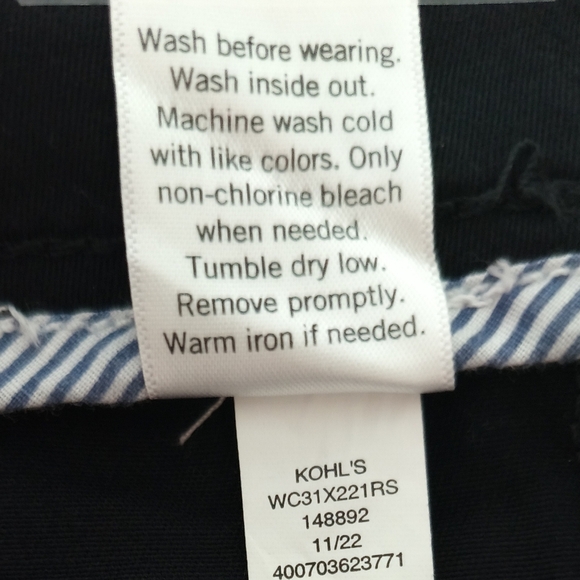 Wash before wearing.
Wash inside out.
Machine wash cold
with like colors. Only
non-chlorine bleach
when needed.
Tumble dry low.
Remove promptly.
Warm iron if needed.
KOHL'S
WC31X221RS
148892
11/22
400703623771